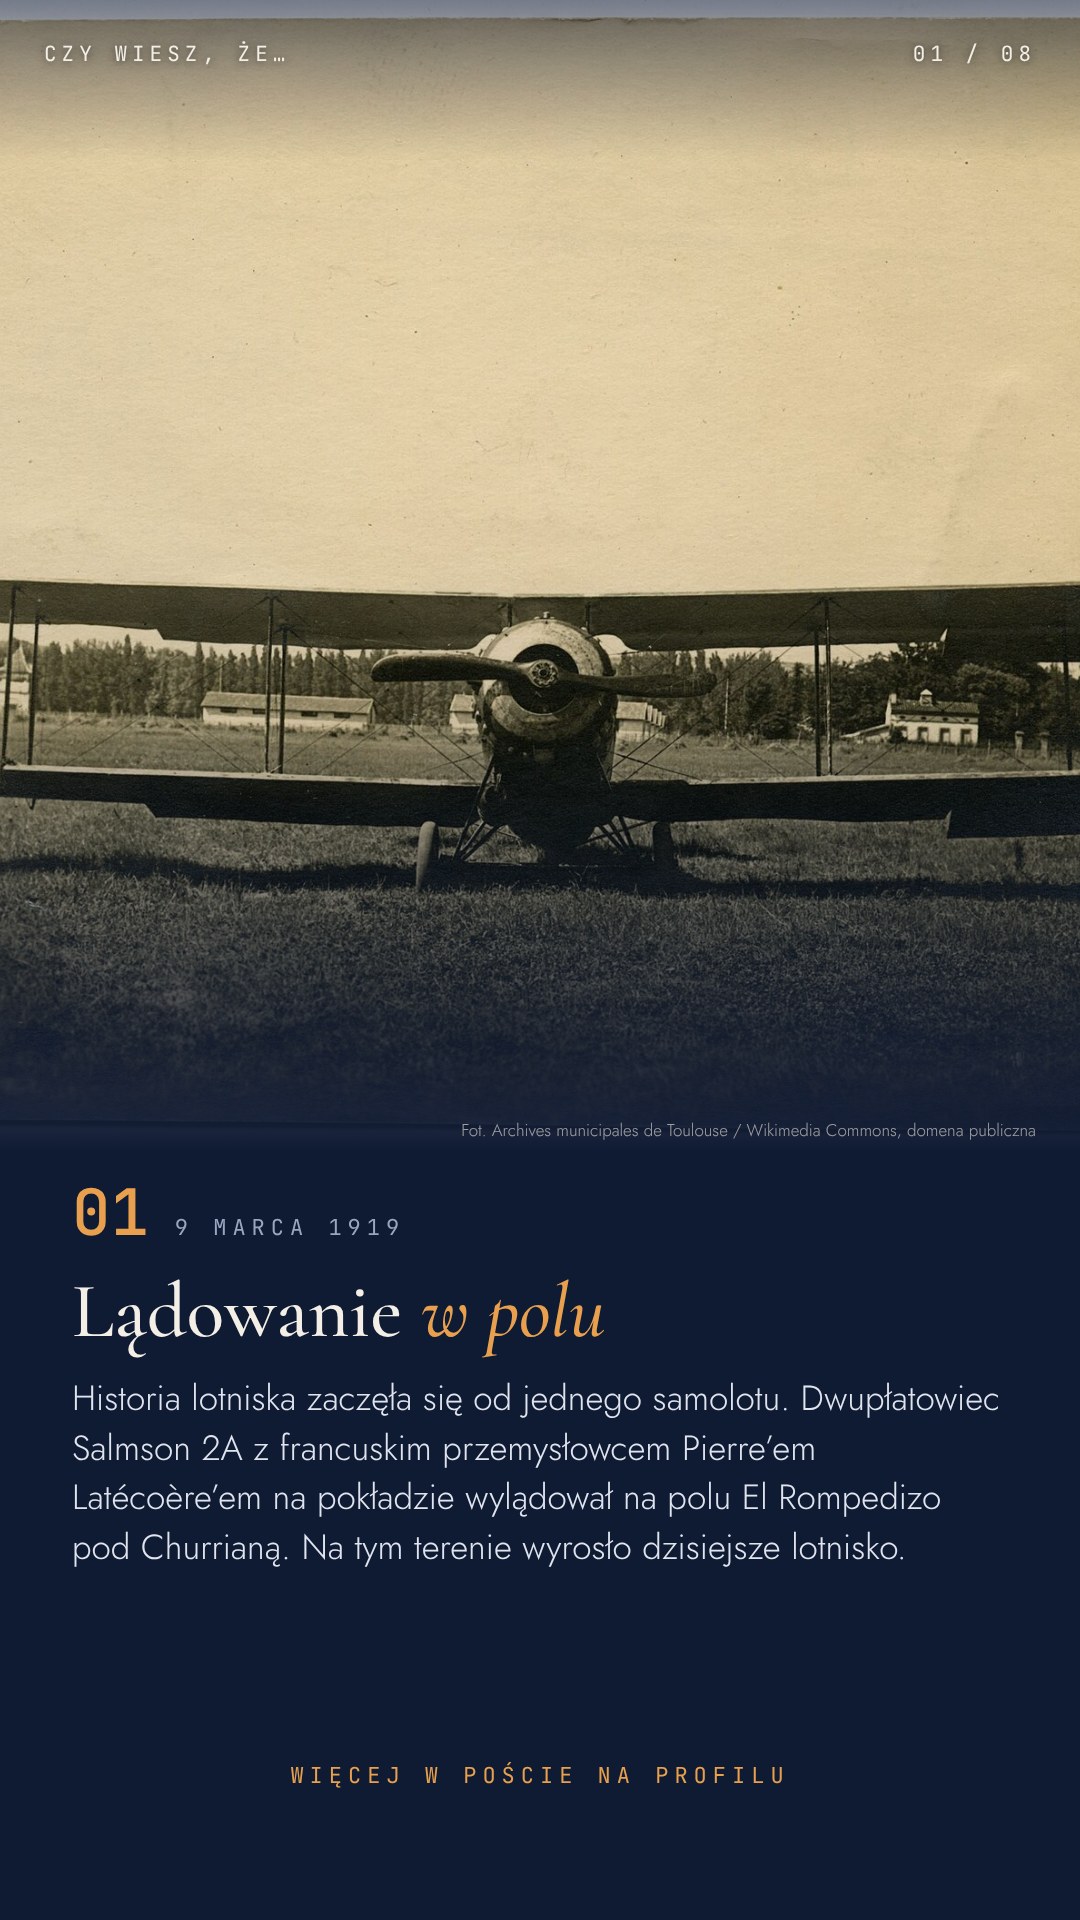 CZY WIESZ, ŻE…
01 / 08
Fot. Archives municipales de Toulouse / Wikimedia Commons, domena publiczna
01 9 MARCA 1919
Lądowanie w polu
Historia lotniska zaczęła się od jednego samolotu. Dwupłatowiec
Salmson 2A z francuskim przemysłowcem Pierre’em
Latécoère’em na pokładzie wylądował na polu El Rompedizo
pod Churrianą. Na tym terenie wyrosło dzisiejsze lotnisko.
WIĘCEJ W POŚCIE NA PROFILU